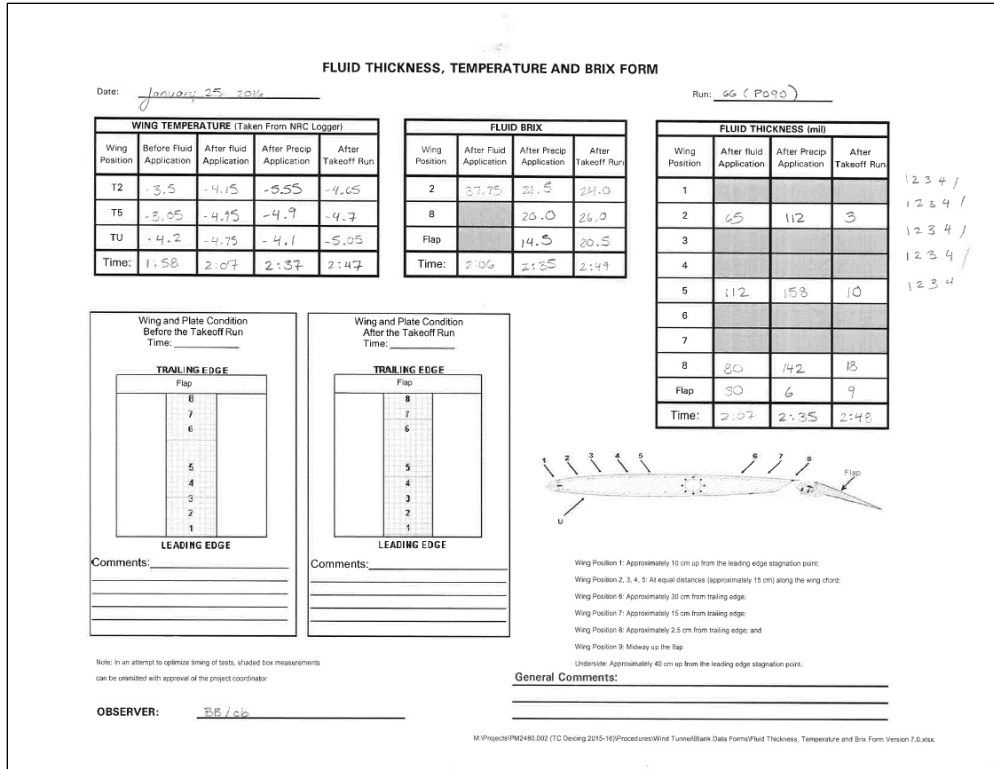 FLUID THICKNESS, TEMPERATURE AND BRIX FORM
Date: January 25 2016
Run: 66 (P090)
WING TEMPERATURE (Taken From NRC Logger)
Wing Position Before Fluid Application After fluid Application After Precip Application After Takeoff Run
T2 -3.5 -4.15 -5.55 -4.65
T5 -3.05 -4.95 -4.9 -4.7
TU -4.2 -4.75 -4.1 -5.05
Time: 1:58 2:07 2:37 2:47
FLUID BRIX
Wing Position After Fluid Application After Precip Application After Takeoff Run
2 37.75 21.5 24.0
8 20.0 26.0
Flap 14.5 20.5
Time: 2:06 2:35 2:49
FLUID THICKNESS (mil)
Wing Position After fluid Application After Precip Application After Takeoff Run
1
2 65 112 3
3
4
5 112 158 10
6
7
8 80 142 18
Flap 30 6 9
Time: 2:07 2:35 2:48
1 2 3 4 /
1 2 3 4 /
1 2 3 4 /
1 2 3 4 /
1 2 3 4
Wing and Plate Condition
Before the Takeoff Run
Time:
TRAILING EDGE
Flap
8
7
6
5
4
3
2
1
LEADING EDGE
Comments:
Wing and Plate Condition
After the Takeoff Run
Time:
TRAILING EDGE
Flap
8
7
6
5
4
3
2
1
LEADING EDGE
Comments:
1 2 3 4 5 6 7 8 Flap
U
Wing Position 1: Approximately 10 cm up from the leading edge stagnation point;
Wing Position 2, 3, 4, 5: At equal distances (approximately 15 cm) along the wing chord;
Wing Position 6: Approximately 30 cm from trailing edge;
Wing Position 7: Approximately 15 cm from trailing edge;
Wing Position 8: Approximately 2.5 cm from trailing edge; and
Wing Position 9: Midway up the flap
Underside: Approximately 40 cm up from the leading edge stagnation point.
Note: In an attempt to optimize timing of tests, shaded box measurements
can be ommitted with approval of the project coordinator
General Comments:
OBSERVER: BB/cb
M:\Projects\PM2480.002 (TC Deicing 2015-16)\Procedures\Wind Tunnel\Blank Data Forms\Fluid Thickness, Temperature and Brix Form Version 7.0.xlsx